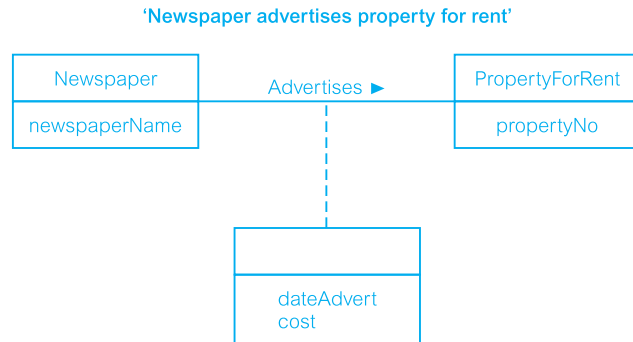 ‘Newspaper advertises property for rent’
Newspaper
Advertises ►
PropertyForRent
newspaperName
propertyNo
dateAdvert
cost